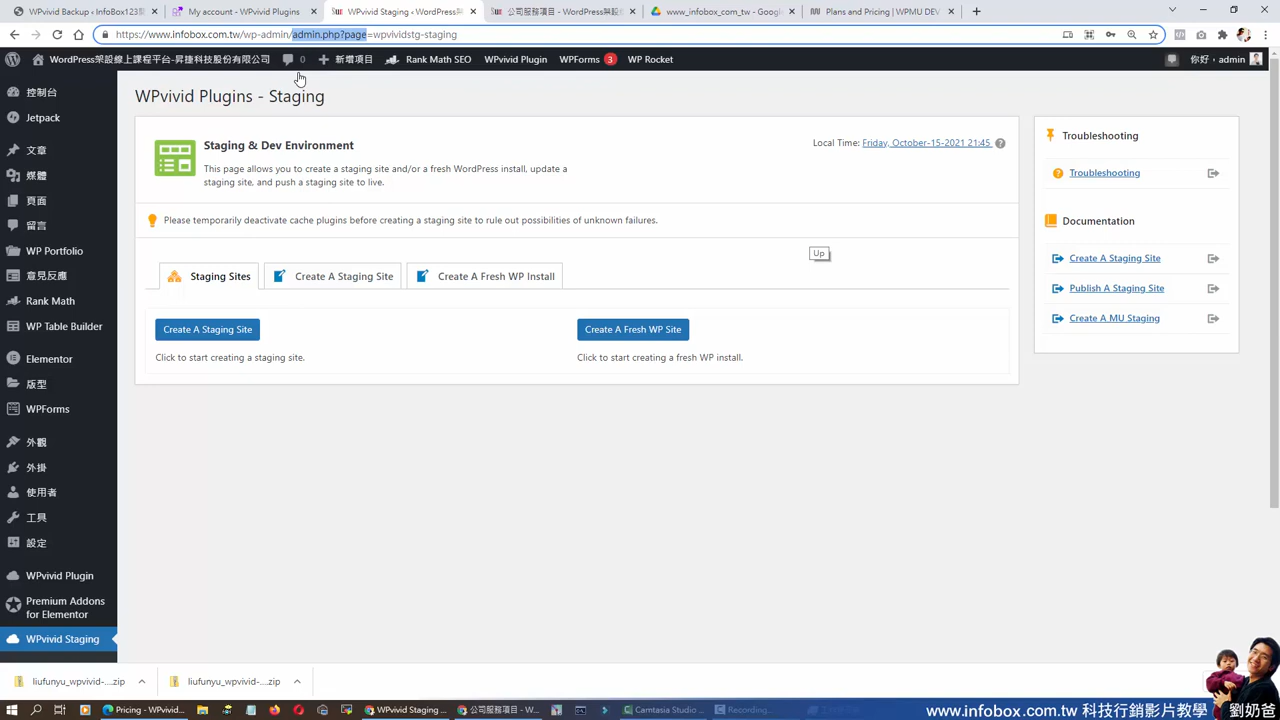 WPvivid Backup ‹ InfoBox123
My account - WPvivid Plugins
WPvivid Staging ‹ WordPress
公司服務項目 - WordPress架設
www_infobox_com_tw - Googl
Plans and Pricing | WPMU DEV
https://www.infobox.com.tw/wp-admin/admin.php?page=wpvividstg-staging
WordPress架設線上課程平台-昇捷科技股份有限公司
0
新增項目
Rank Math SEO
WPvivid Plugin
WPForms 3
WP Rocket
你好，admin
控制台
Jetpack
文章
媒體
頁面
留言
WP Portfolio
意見反應
Rank Math
WP Table Builder
Elementor
版型
WPForms
外觀
外掛
使用者
工具
設定
WPvivid Plugin
Premium Addons
for Elementor
WPvivid Staging
WPvivid Plugins - Staging
Staging & Dev Environment
This page allows you to create a staging site and/or a fresh WordPress install, update a
staging site, and push a staging site to live.
Local Time: Friday, October-15-2021 21:45
Please temporarily deactivate cache plugins before creating a staging site to rule out possibilities of unknown failures.
Up
Staging Sites
Create A Staging Site
Create A Fresh WP Install
Create A Staging Site
Create A Fresh WP Site
Click to start creating a staging site.
Click to start creating a fresh WP install.
Troubleshooting
Troubleshooting
Documentation
Create A Staging Site
Publish A Staging Site
Create A MU Staging
liufunyu_wpvivid-....zip
liufunyu_wpvivid-....zip
Pricing - WPvivid...
WPvivid Staging ...
公司服務項目 - W...
Camtasia Studio ...
Recording...
www.infobox.com.tw 科技行銷影片教學
劉奶爸